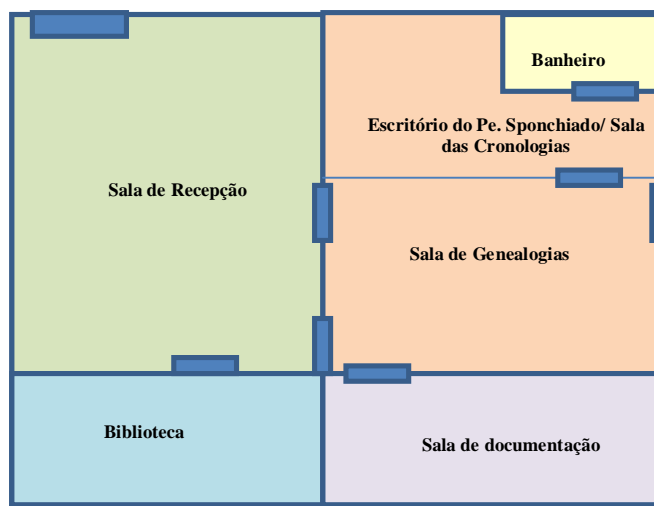 Banheiro
Escritório do Pe. Sponchiado/ Sala
das Cronologias
Sala de Recepção
Sala de Genealogias
Biblioteca
Sala de documentação